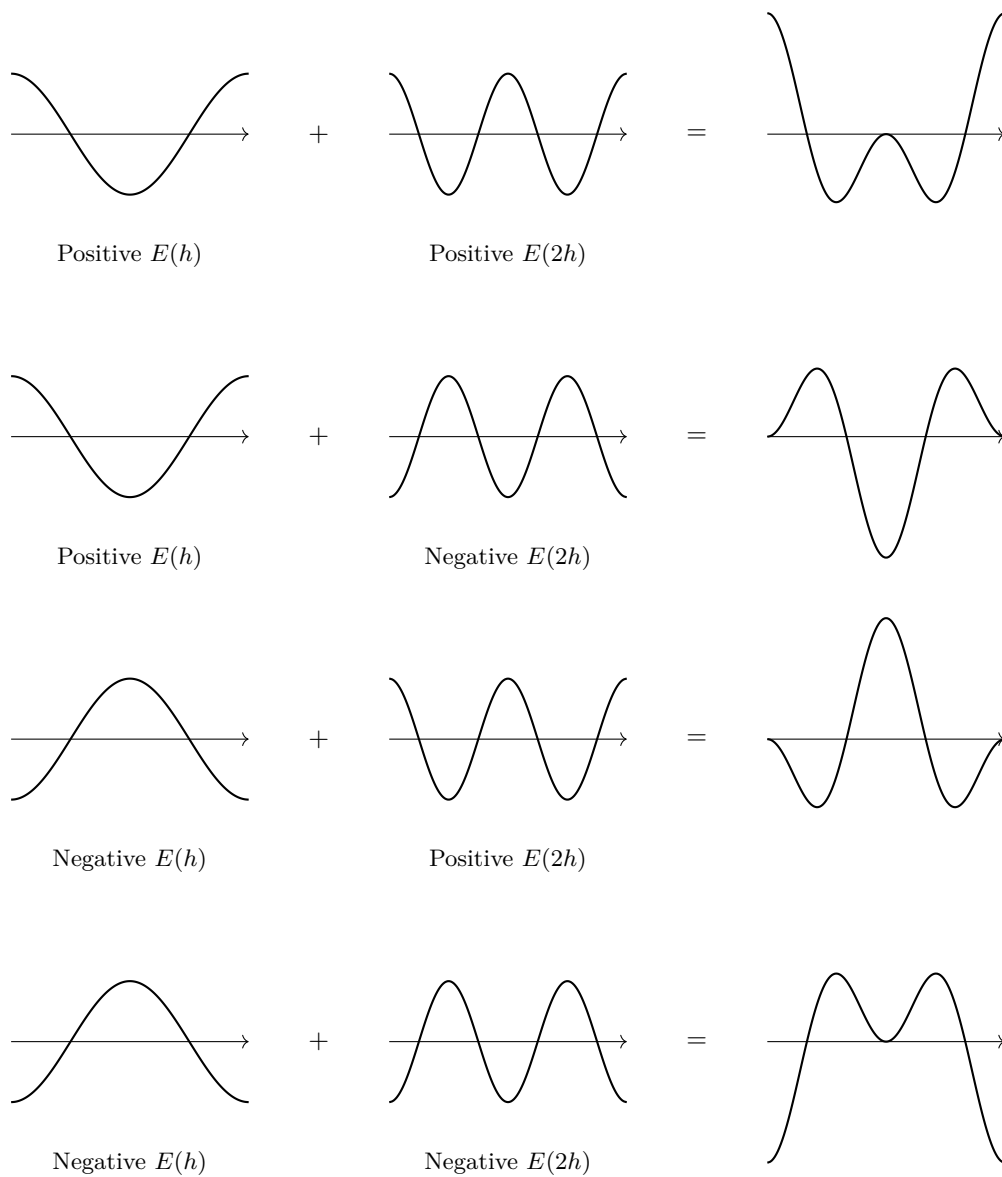 + =
Positive E(h) Positive E(2h)
+ =
Positive E(h) Negative E(2h)
+ =
Negative E(h) Positive E(2h)
+ =
Negative E(h) Negative E(2h)